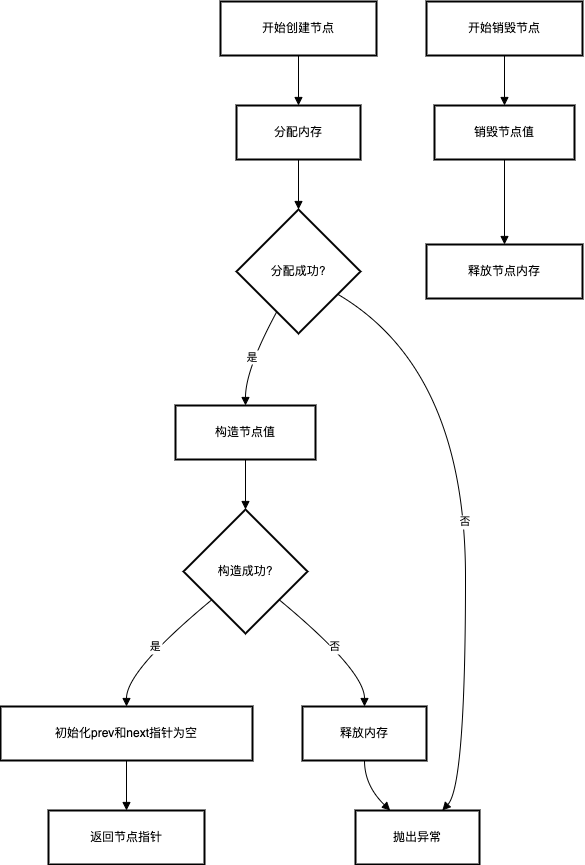 开始创建节点
开始销毁节点
分配内存
销毁节点值
分配成功?
释放节点内存
是
构造节点值
否
构造成功?
是
否
初始化prev和next指针为空
释放内存
返回节点指针
抛出异常